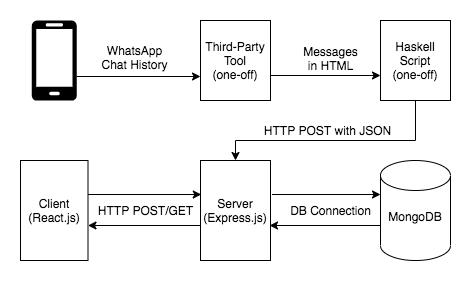 WhatsApp
Chat History
Third-Party
Tool
(one-off)
Messages
in HTML
Haskell
Script
(one-off)
HTTP POST with JSON
Client
(React.js)
HTTP POST/GET
Server
(Express.js)
DB Connection
MongoDB